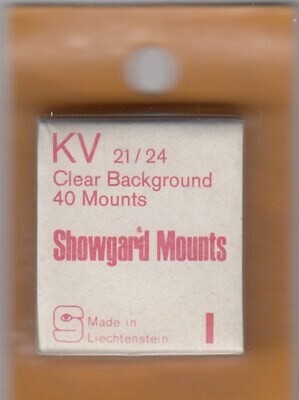 KV 21/24
Clear Background
40 Mounts
Showgard Mounts
S Made in
Liechtenstein